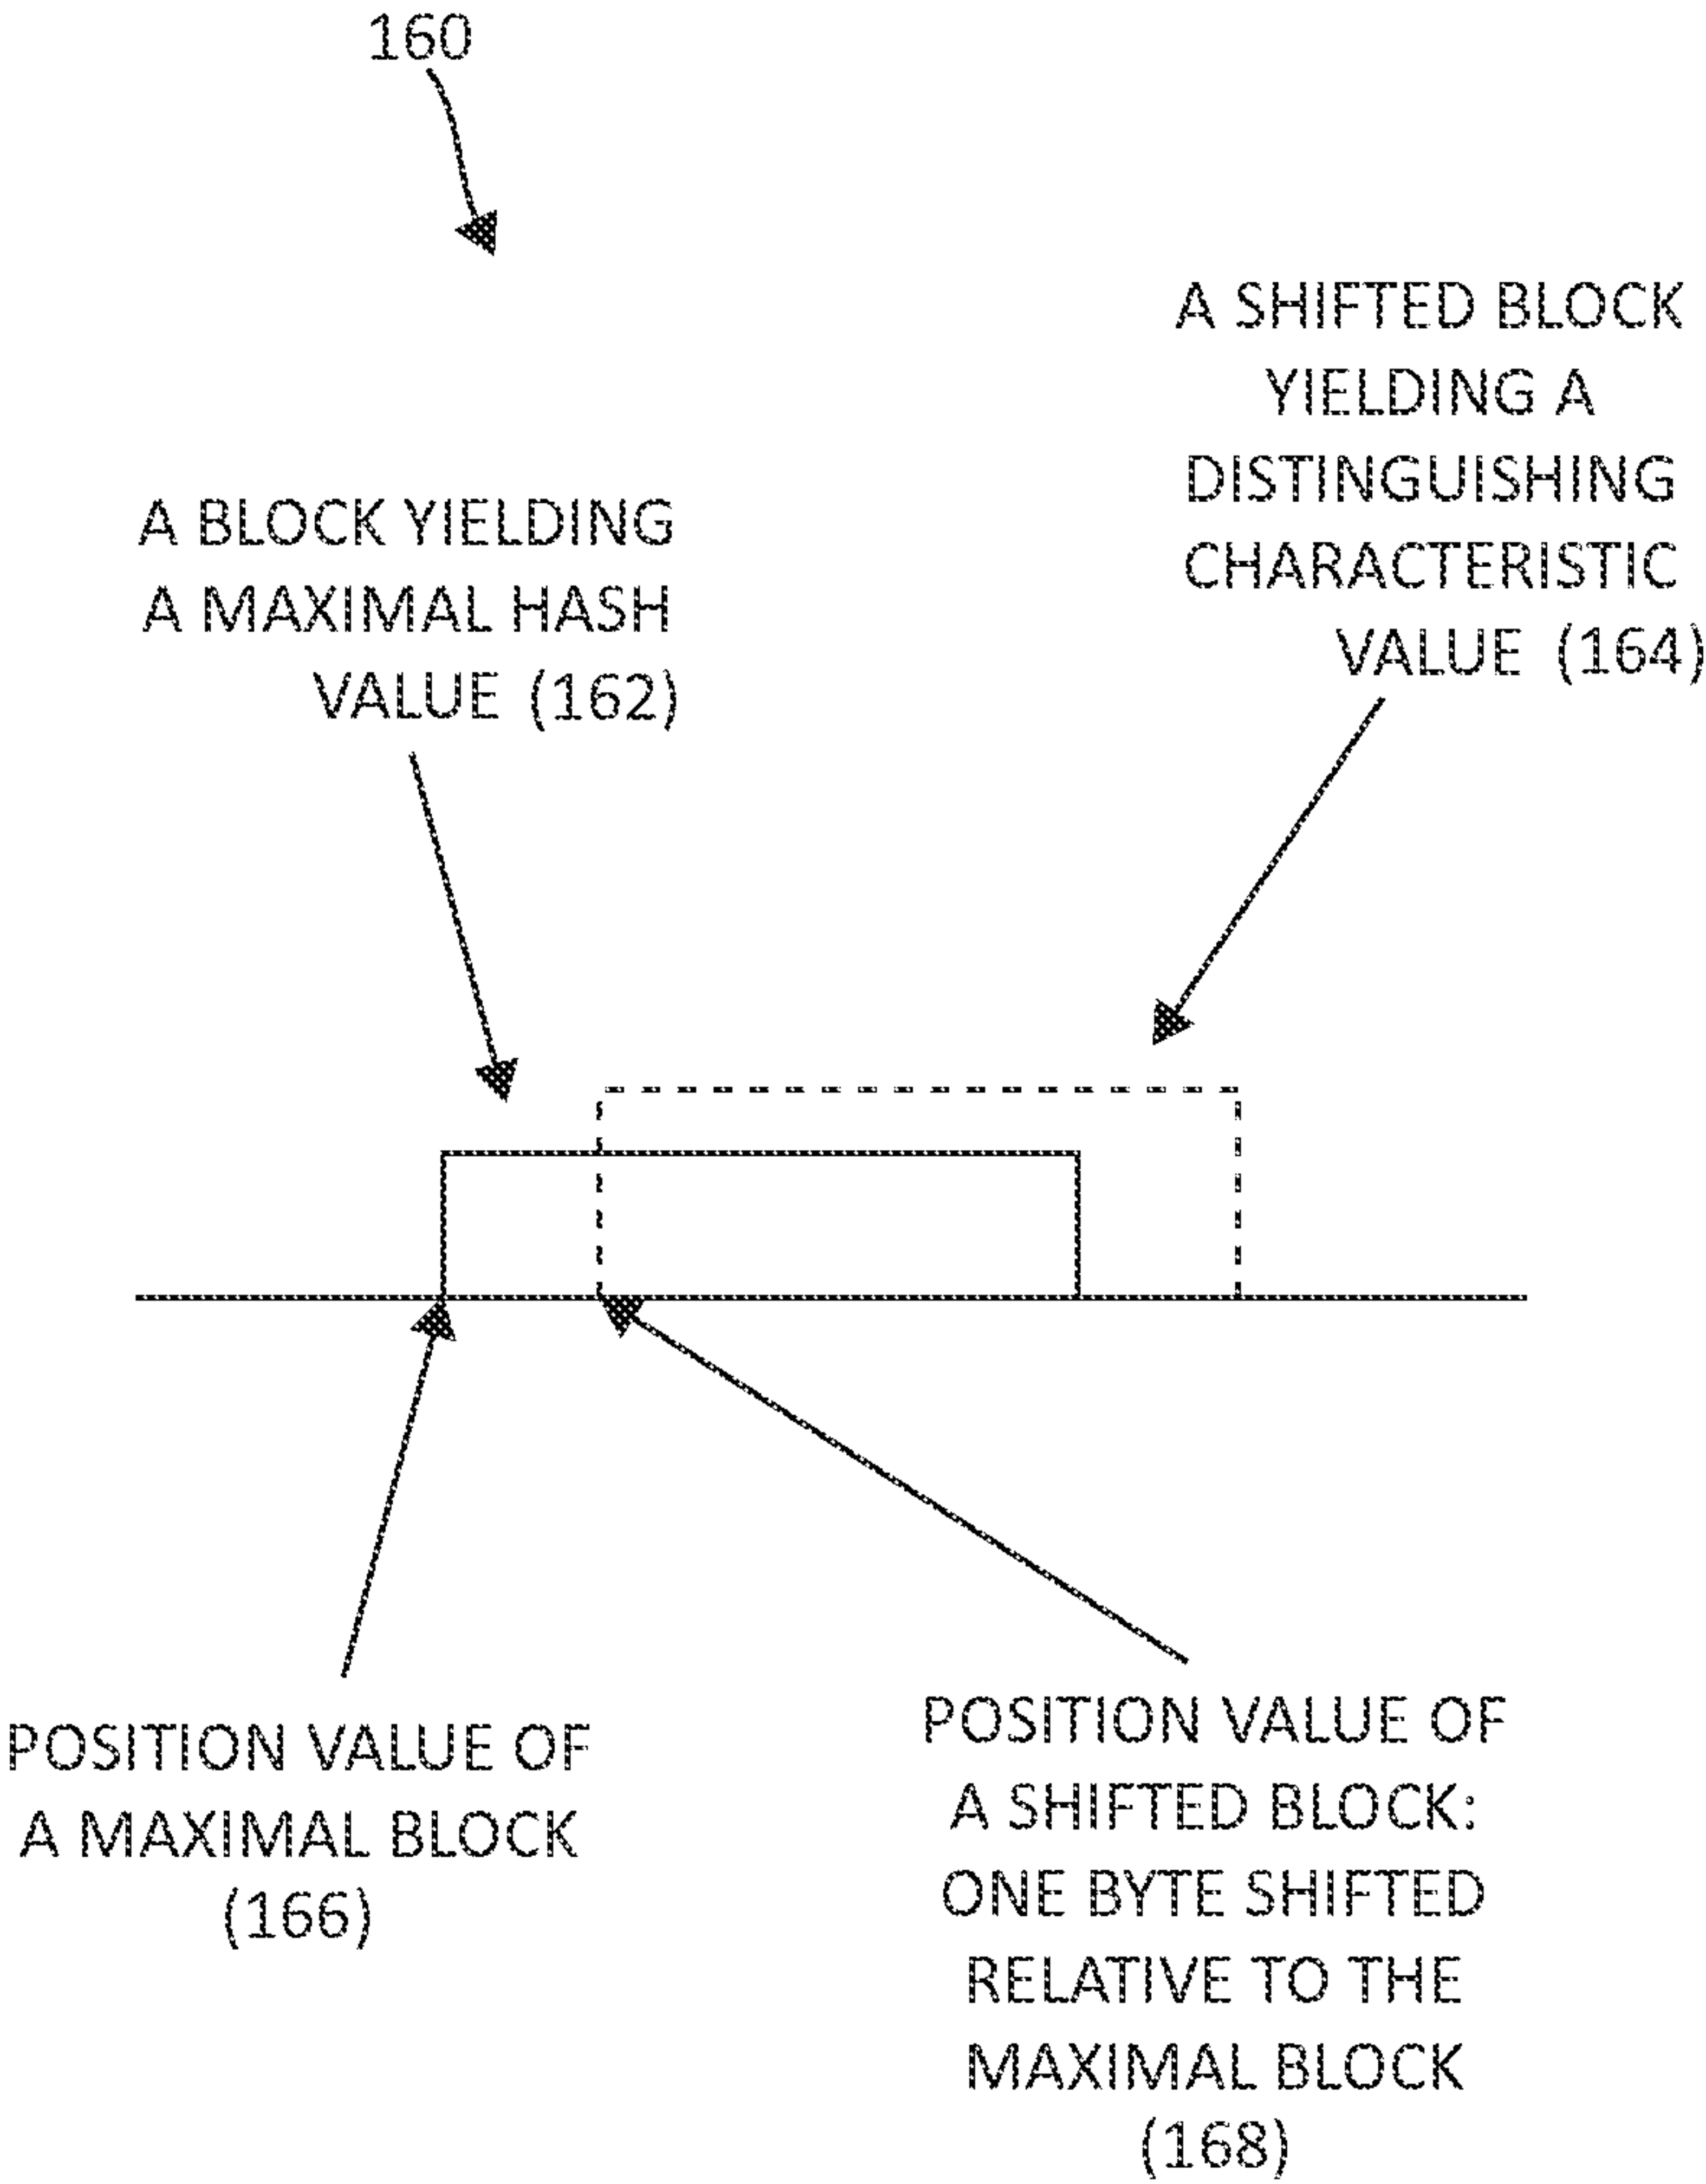 160
A SHIFTED BLOCK
YIELDING A
DISTINGUISHING
CHARACTERISTIC
VALUE (164)
A BLOCK YIELDING
A MAXIMAL HASH
VALUE (162)
POSITION VALUE OF
A MAXIMAL BLOCK
(166)
POSITION VALUE OF
A SHIFTED BLOCK:
ONE BYTE SHIFTED
RELATIVE TO THE
MAXIMAL BLOCK
(168)